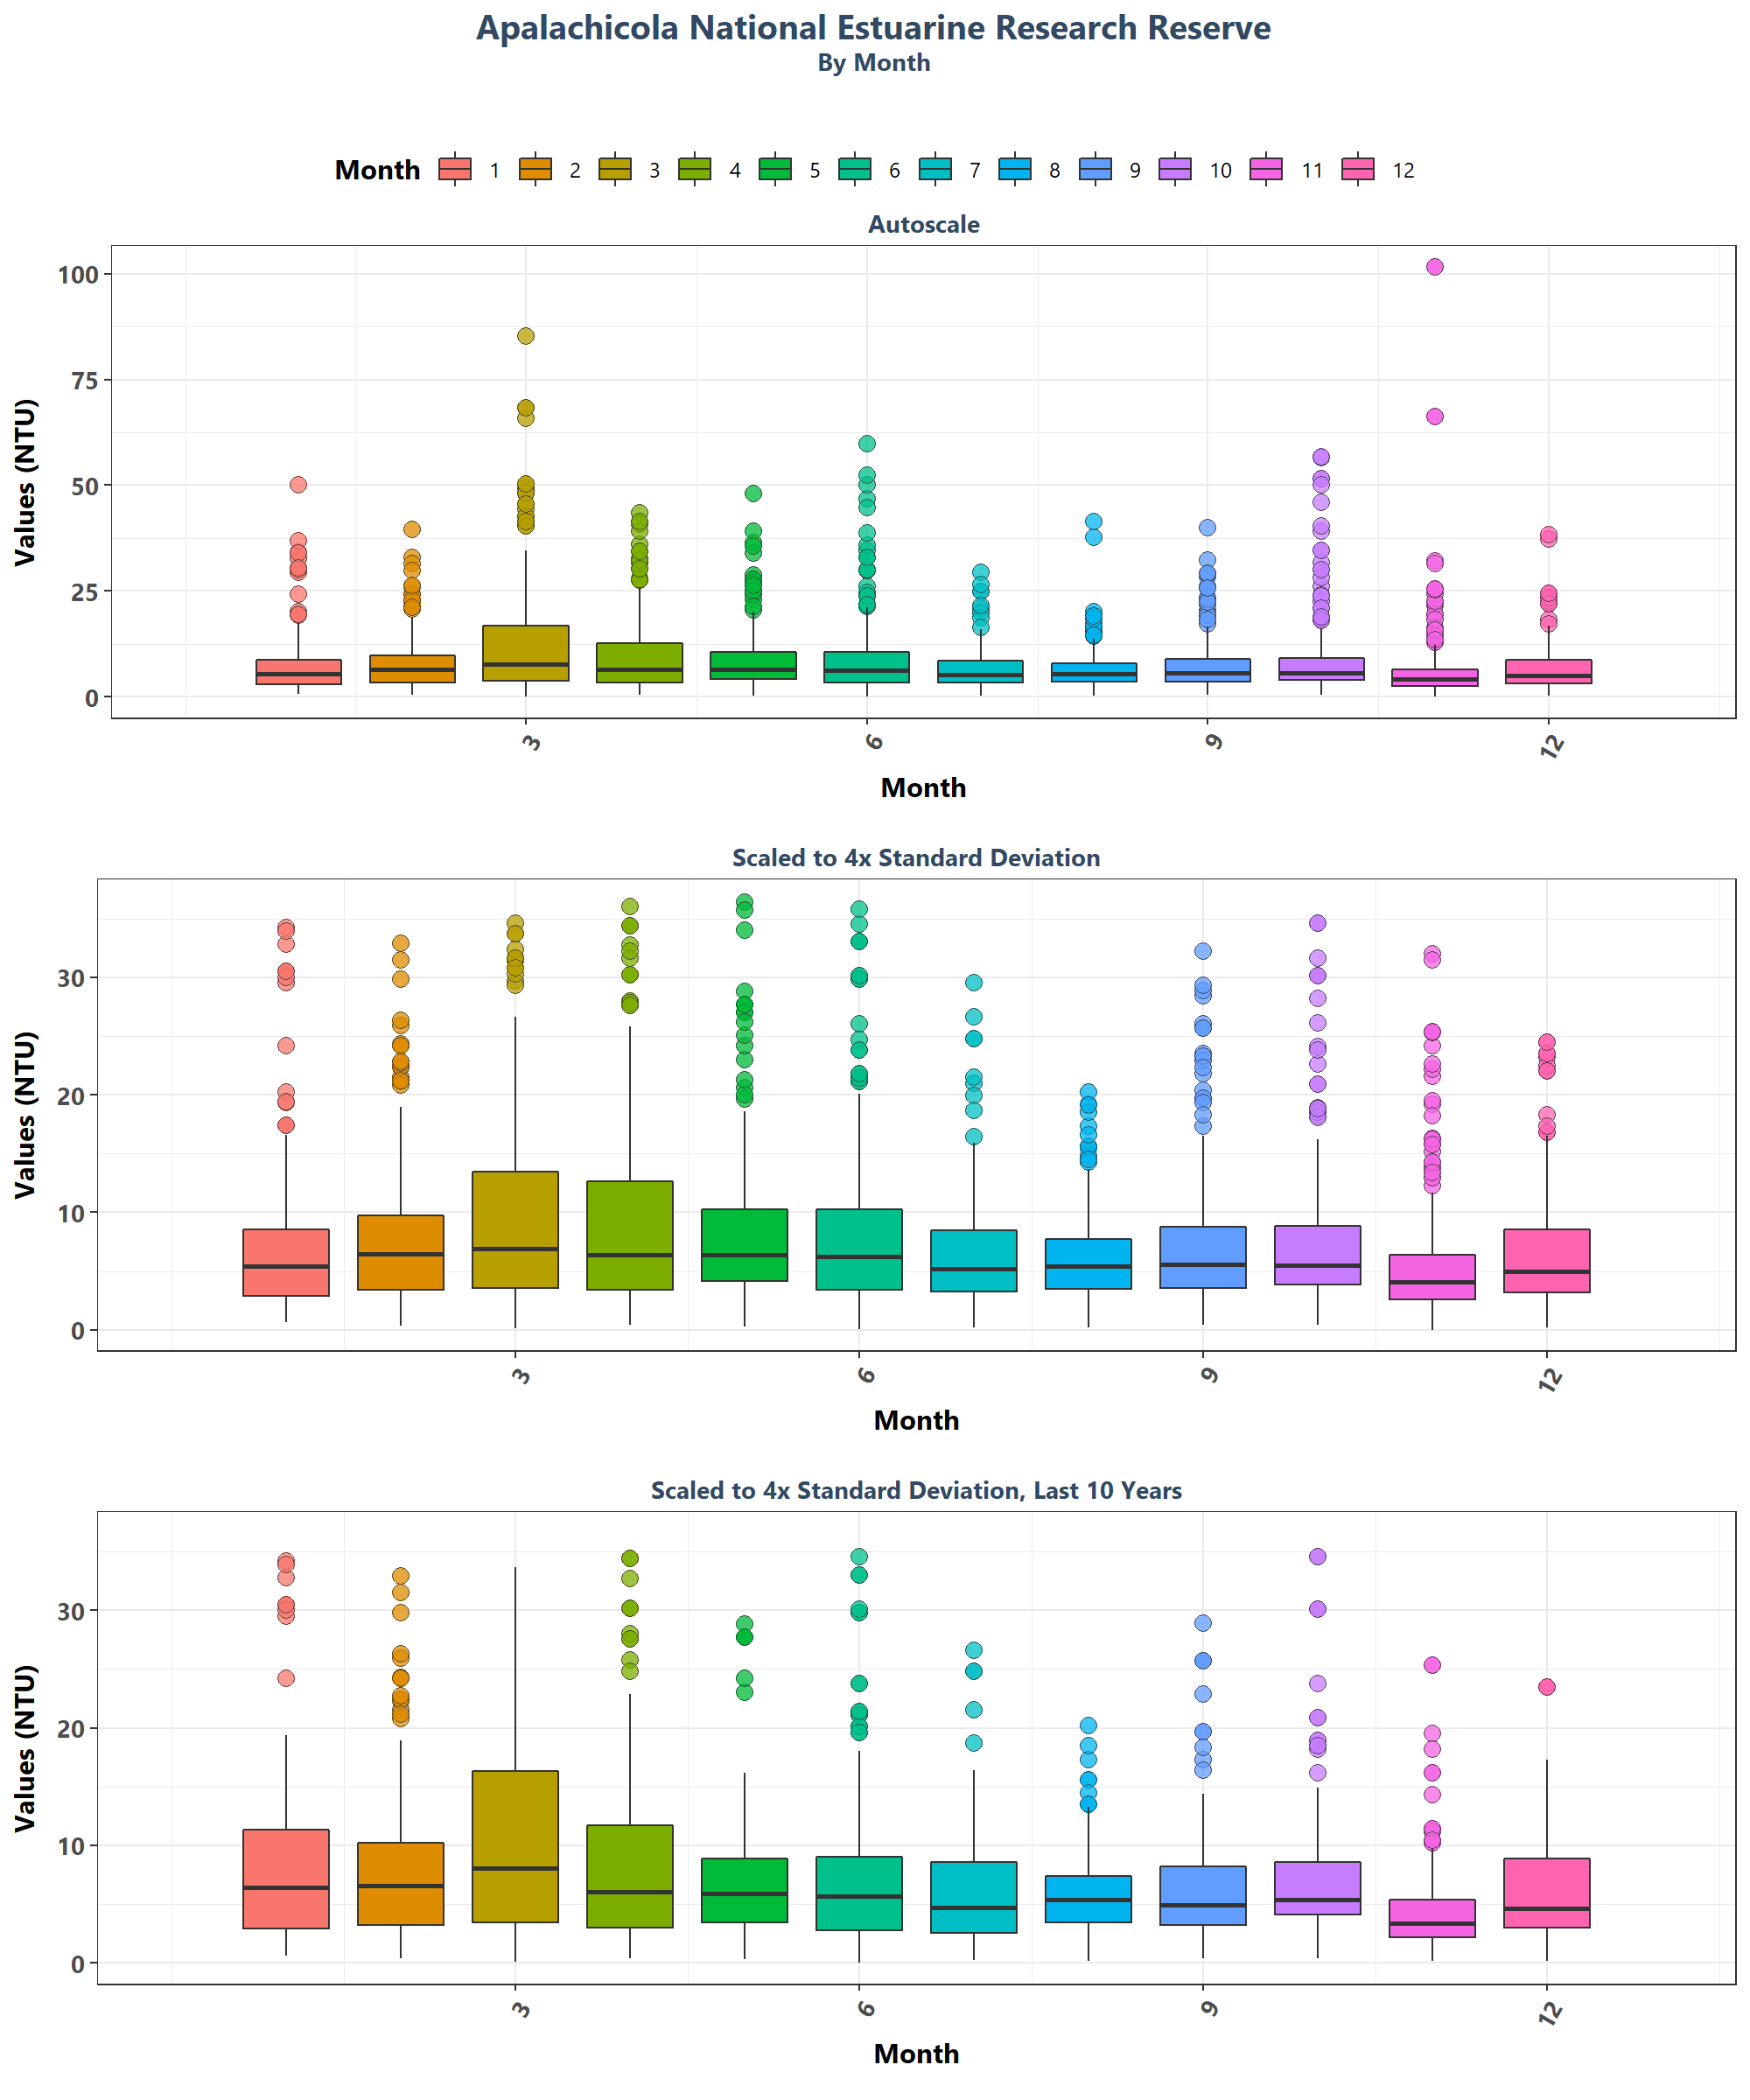 Apalachicola National Estuarine Research Reserve
By Month
Month 1 2 3 4 5 6 7 8 9 10 11 12
Autoscale
Values (NTU)
100
75
50
25
0
3 6 9 12
Month
Scaled to 4x Standard Deviation
Values (NTU)
30
20
10
0
3 6 9 12
Month
Scaled to 4x Standard Deviation, Last 10 Years
Values (NTU)
30
20
10
0
3 6 9 12
Month